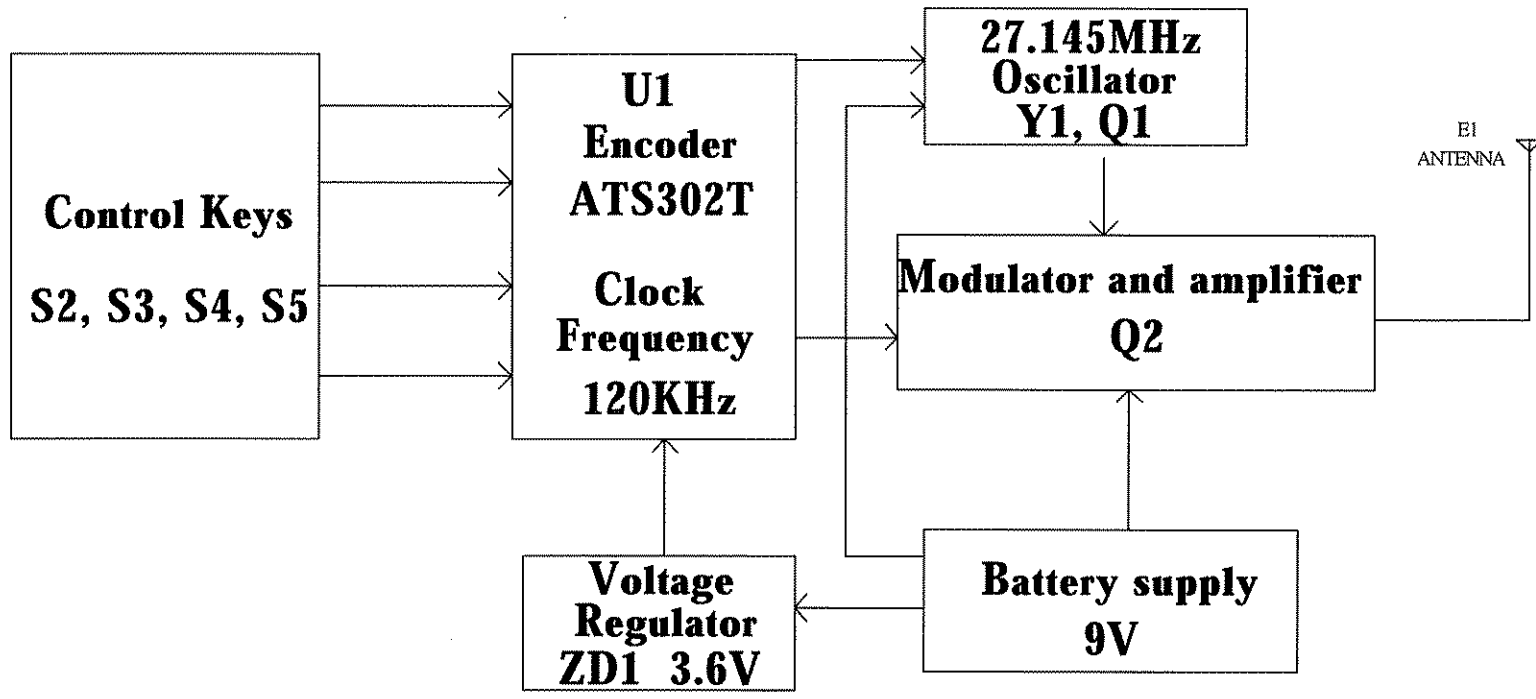 Control Keys
S2, S3, S4, S5
U1
Encoder
ATS302T
Clock
Frequency
120KHz
27.145MHz
Oscillator
Y1, Q1
E1
ANTENNA
Modulator and amplifier
Q2
Voltage
Regulator
ZD1 3.6V
Battery supply
9V